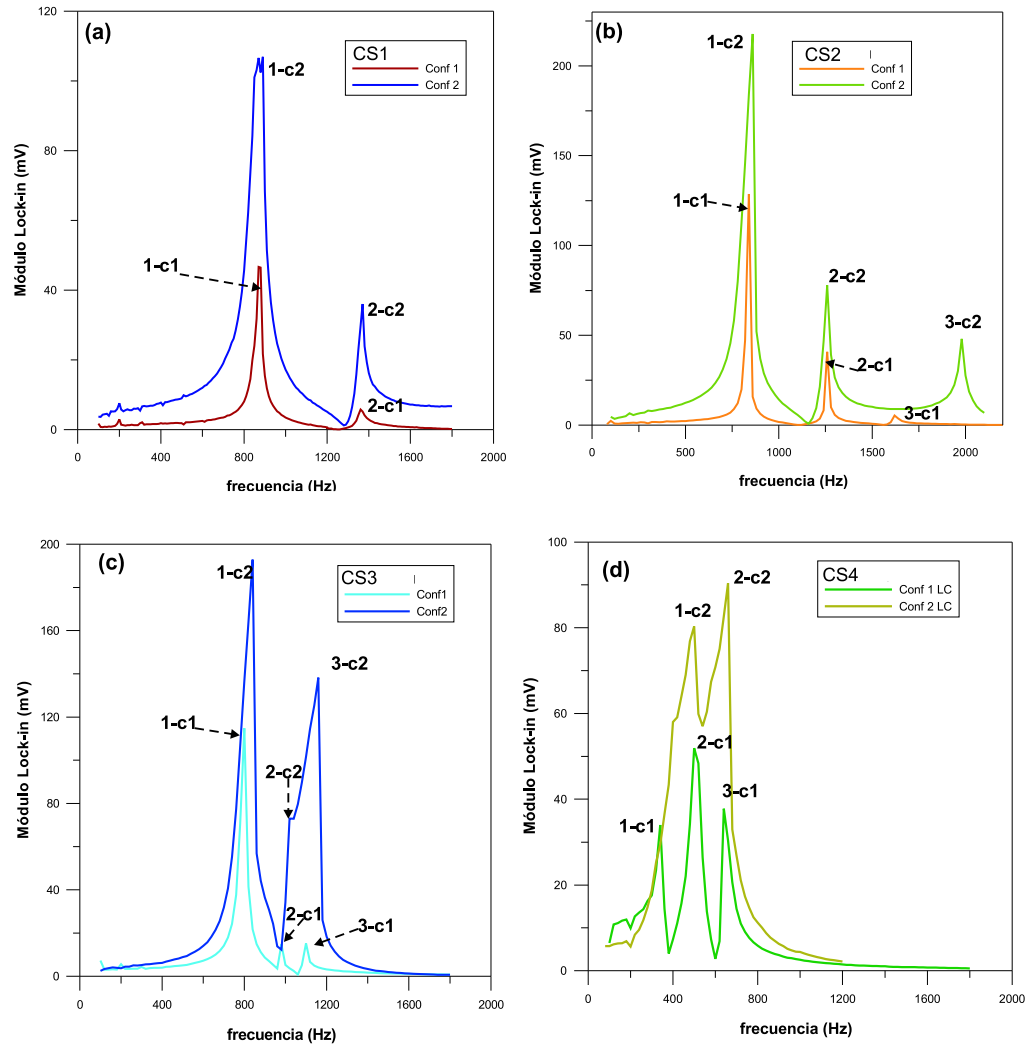 (a)
CS1
Conf 1
Conf 2
1-c2
1-c1
2-c2
2-c1
Módulo Lock-in (mV)
120
80
40
0
0 400 800 1200 1600 2000
frecuencia (Hz)
(b)
CS2
Conf 1
Conf 2
1-c2
1-c1
2-c2
2-c1
3-c2
3-c1
Módulo Lock-in (mV)
200
150
100
50
0
0 500 1000 1500 2000
frecuencia (Hz)
(c)
CS3
Conf1
Conf2
1-c2
3-c2
1-c1
2-c2
2-c1
3-c1
Módulo Lock-in (mV)
200
160
120
80
40
0
0 400 800 1200 1600 2000
frecuencia (Hz)
(d)
CS4
Conf 1 LC
Conf 2 LC
2-c2
1-c2
2-c1
3-c1
1-c1
Módulo Lock-in (mV)
100
80
60
40
20
0
0 400 800 1200 1600 2000
frecuencia (Hz)